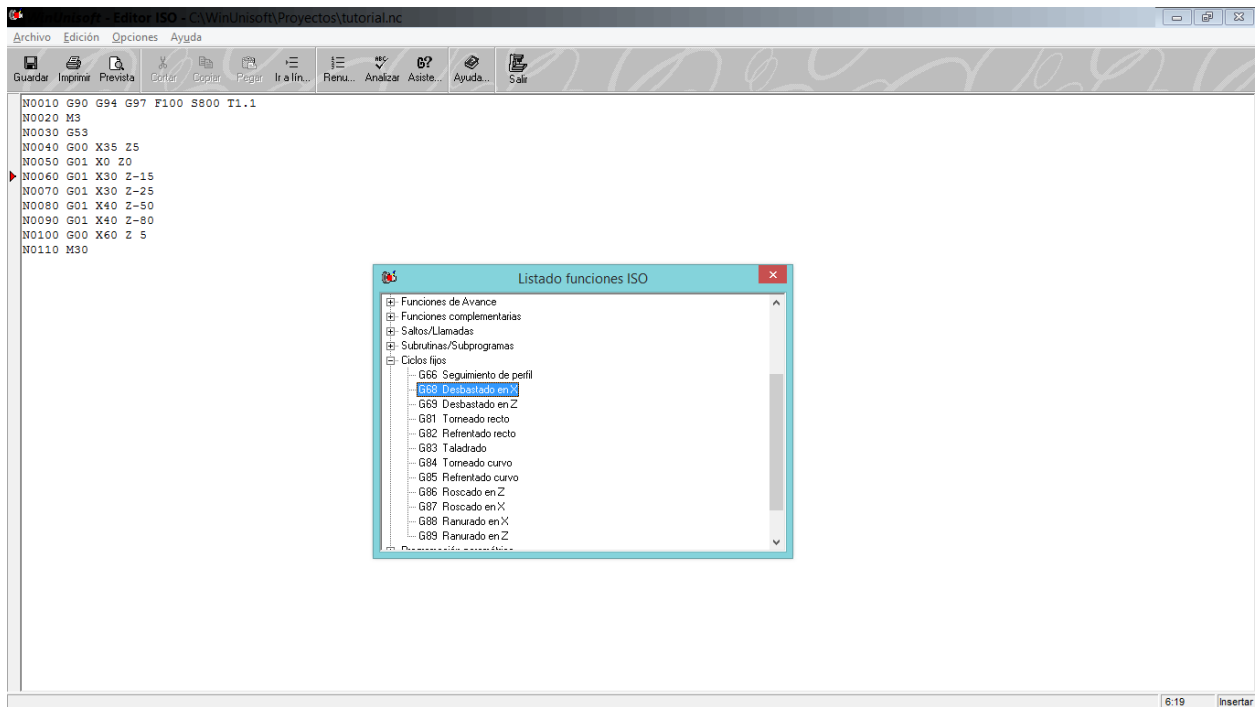 WinUnisoft - Editor ISO - C:\WinUnisoft\Proyectos\tutorial.nc
Archivo Edición Opciones Ayuda
Guardar Imprimir Prevista Cortar Copiar Pegar Ir a lín... Renu... Analizar Asiste... Ayuda... Salir
N0010 G90 G94 G97 F100 S800 T1.1
N0020 M3
N0030 G53
N0040 G00 X35 Z5
N0050 G01 X0 Z0
N0060 G01 X30 Z-15
N0070 G01 X30 Z-25
N0080 G01 X40 Z-50
N0090 G01 X40 Z-80
N0100 G00 X60 Z 5
N0110 M30
Listado funciones ISO
Funciones de Avance
Funciones complementarias
Saltos/Llamadas
Subrutinas/Subprogramas
Ciclos fijos
G66 Seguimiento de perfil
G68 Desbastado en X
G69 Desbastado en Z
G81 Torneado recto
G82 Refrentado recto
G83 Taladrado
G84 Torneado curvo
G85 Refrentado curvo
G86 Roscado en Z
G87 Roscado en X
G88 Ranurado en X
G89 Ranurado en Z
Programación paramétrica
6:19 Insertar